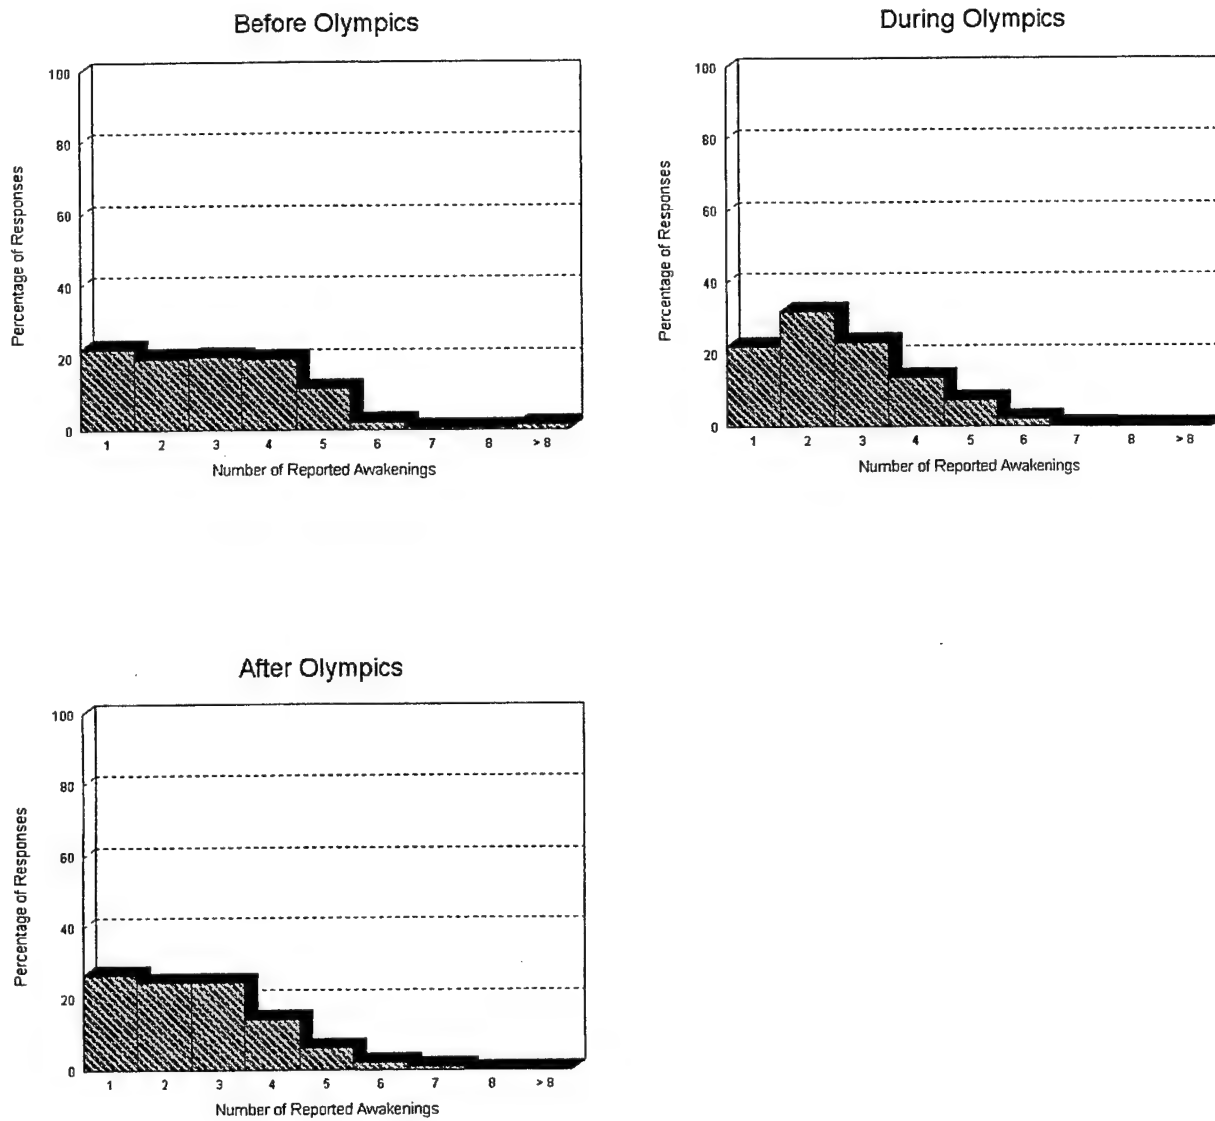 Before Olympics
100
80
60
40
20
0
Percentage of Responses
1 2 3 4 5 6 7 8 > 8
Number of Reported Awakenings
During Olympics
100
80
60
40
20
0
Percentage of Responses
1 2 3 4 5 6 7 8 > 8
Number of Reported Awakenings
After Olympics
100
80
60
40
20
0
Percentage of Responses
1 2 3 4 5 6 7 8 > 8
Number of Reported Awakenings